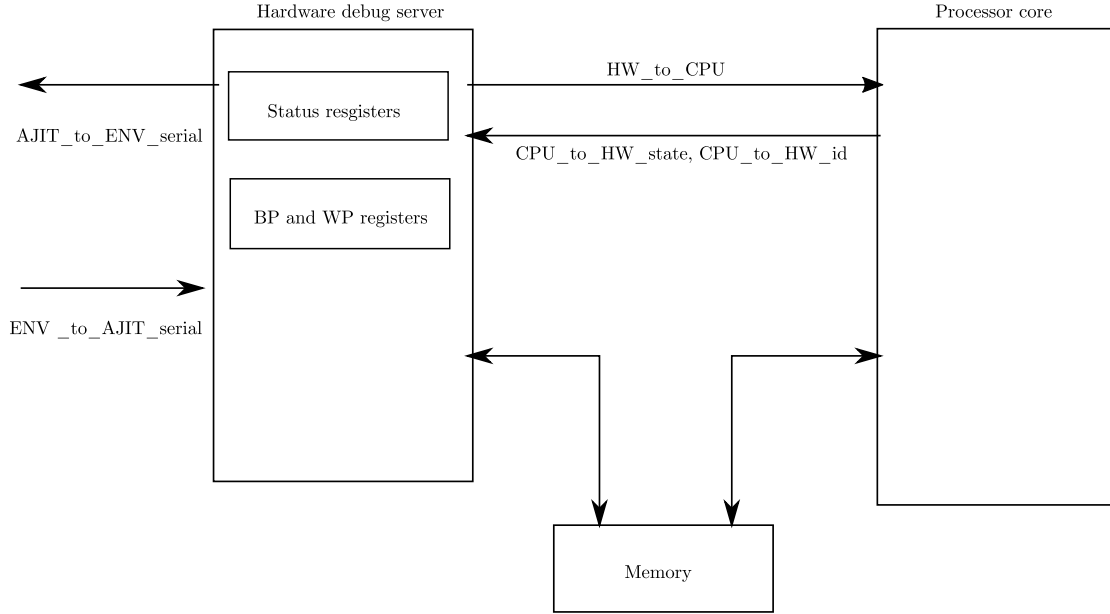 Hardware debug server
Processor core
HW_to_CPU
Status resgisters
AJIT_to_ENV_serial
CPU_to_HW_state, CPU_to_HW_id
BP and WP registers
ENV _to_AJIT_serial
Memory